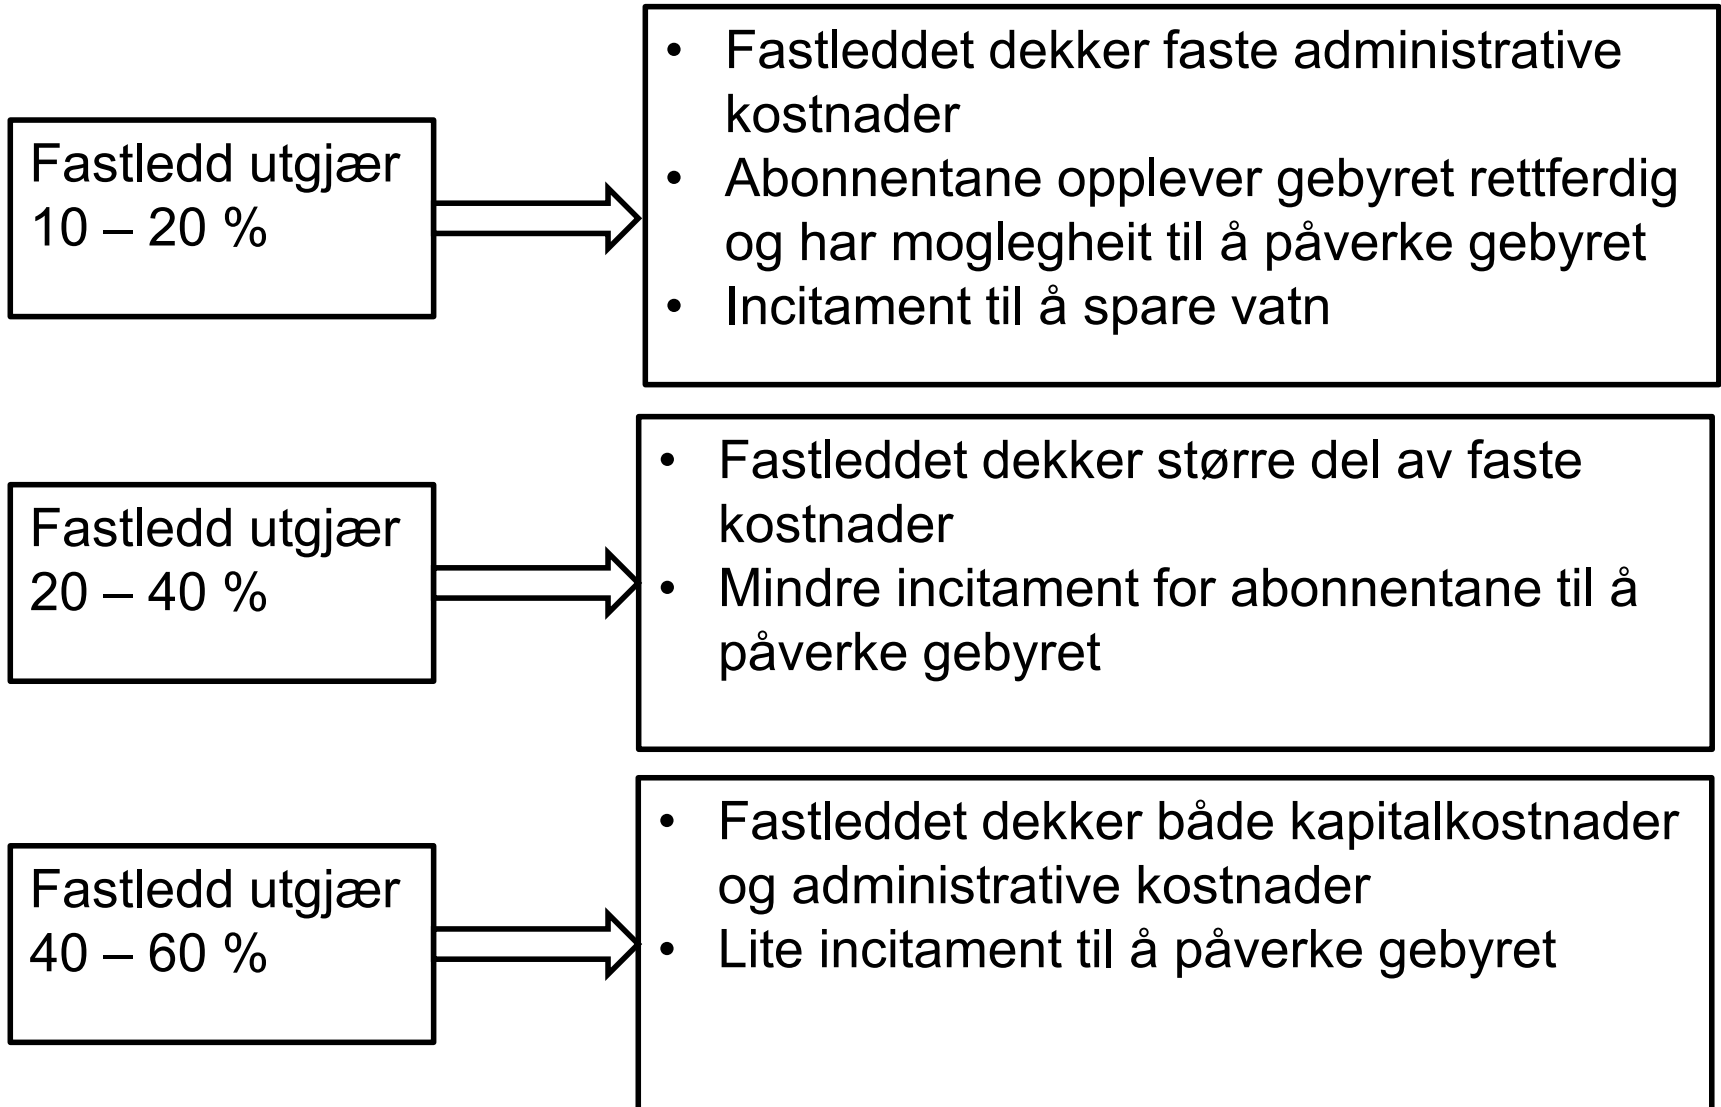 Fastledd utgjær
10 – 20 %
• Fastleddet dekker faste administrative
kostnader
• Abonnentane opplever gebyret rettferdig
og har moglegheit til å påverke gebyret
• Incitament til å spare vatn
Fastledd utgjær
20 – 40 %
• Fastleddet dekker større del av faste
kostnader
• Mindre incitament for abonnentane til å
påverke gebyret
Fastledd utgjær
40 – 60 %
• Fastleddet dekker både kapitalkostnader
og administrative kostnader
• Lite incitament til å påverke gebyret